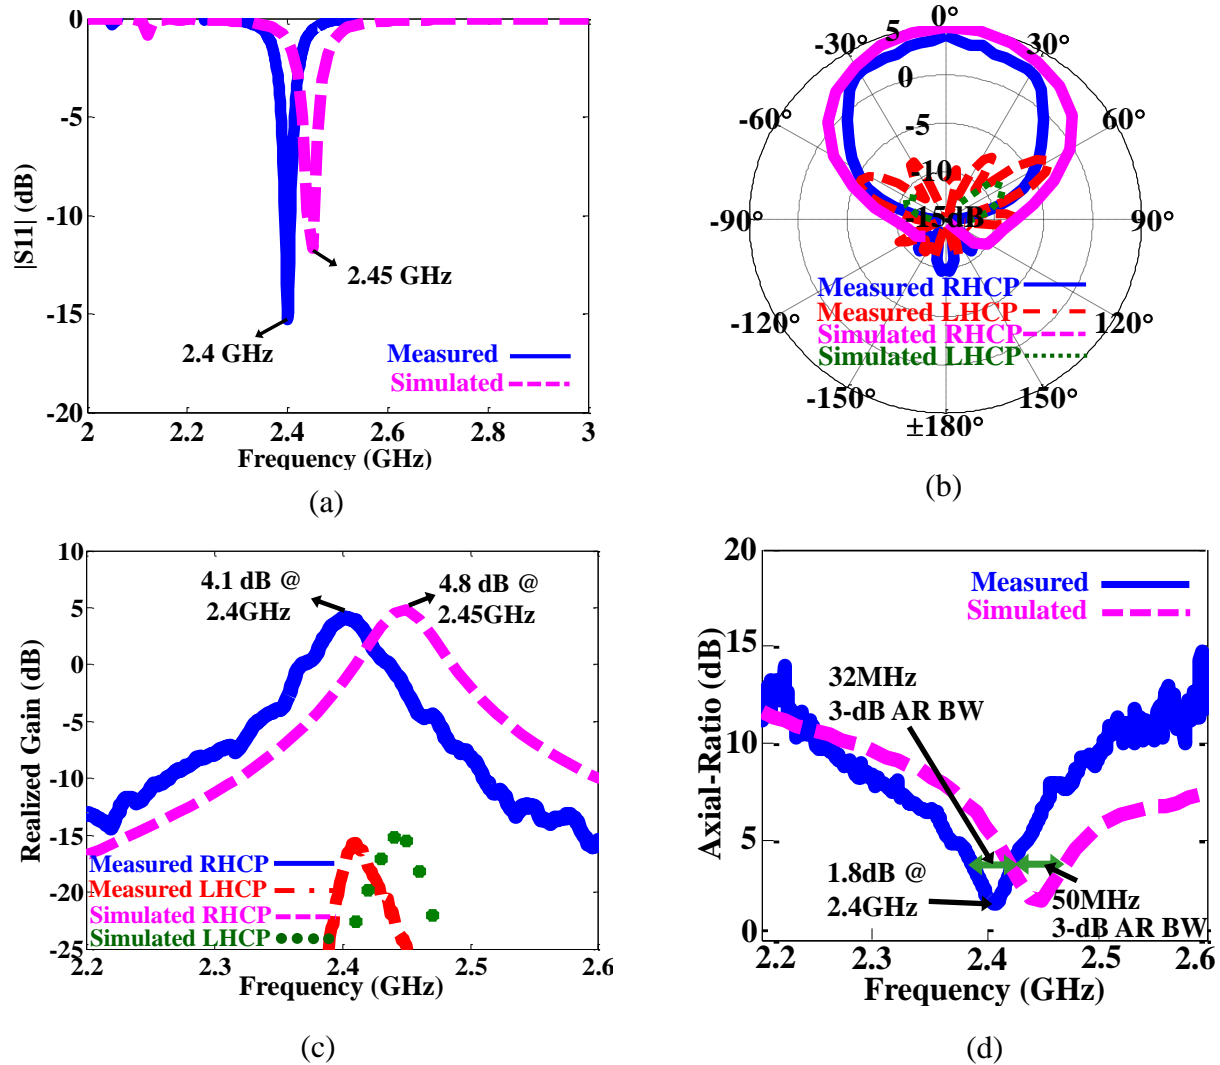 0
-5
-10
-15
-20
|S11| (dB)
2.45 GHz
2.4 GHz
Measured
Simulated
2 2.2 2.4 2.6 2.8 3
Frequency (GHz)
(a)
0°
-30° 5 30°
0
-60° -5 60°
-10
-90° -15dB 90°
Measured RHCP
Measured LHCP
Simulated RHCP
Simulated LHCP
-120° 120°
-150° 150°
±180°
(b)
10
5
0
-5
-10
-15
-20
-25
Realized Gain (dB)
4.1 dB @
2.4GHz
4.8 dB @
2.45GHz
Measured RHCP
Measured LHCP
Simulated RHCP
Simulated LHCP
2.2 2.3 2.4 2.5 2.6
Frequency (GHz)
(c)
20
15
10
5
0
Axial-Ratio (dB)
Measured
Simulated
32MHz
3-dB AR BW
1.8dB @
2.4GHz
50MHz
3-dB AR BW
2.2 2.3 2.4 2.5 2.6
Frequency (GHz)
(d)